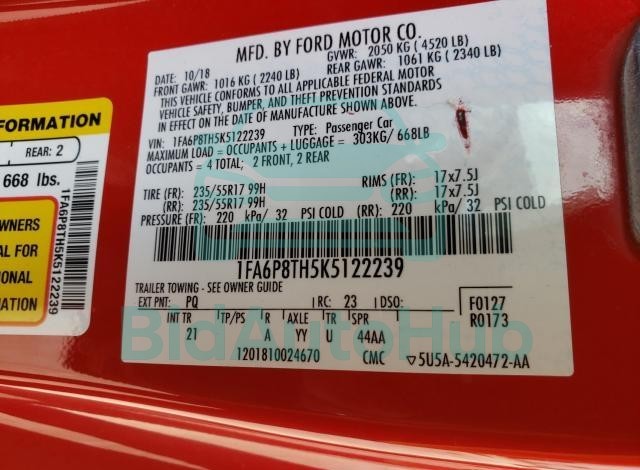 MFD. BY FORD MOTOR CO.
DATE: 10/18 GVWR: 2050 KG (4520 LB)
FRONT GAWR: 1016 KG (2240 LB) REAR GAWR: 1061 KG (2340 LB)
THIS VEHICLE CONFORMS TO ALL APPLICABLE FEDERAL MOTOR
VEHICLE SAFETY, BUMPER, AND THEFT PREVENTION STANDARDS
IN EFFECT ON THE DATE OF MANUFACTURE SHOWN ABOVE.
VIN: 1FA6P8TH5K5122239 TYPE: Passenger Car
MAXIMUM LOAD = OCCUPANTS + LUGGAGE = 303KG/ 668LB
OCCUPANTS = 4 TOTAL; 2 FRONT, 2 REAR
TIRE (FR): 235/55R17 99H RIMS (FR): 17x7.5J
(RR): 235/55R17 99H (RR): 17x7.5J
PRESSURE (FR): 220 kPa/ 32 PSI COLD (RR): 220 kPa/ 32 PSI COLD
1FA6P8TH5K5122239
TRAILER TOWING - SEE OWNER GUIDE
EXT PNT: PQ RC: 23 DSO: F0127
R0173
INT TR TP/PS R AXLE TR SPR
21 A YY U 44AA
1201810024670 CMC ▽5U5A-5420472-AA
FORMATION
REAR: 2
668 lbs.
WNERS
AL FOR
TIONAL
MATION
1FA6P8TH5K5122239
BidAutoHub